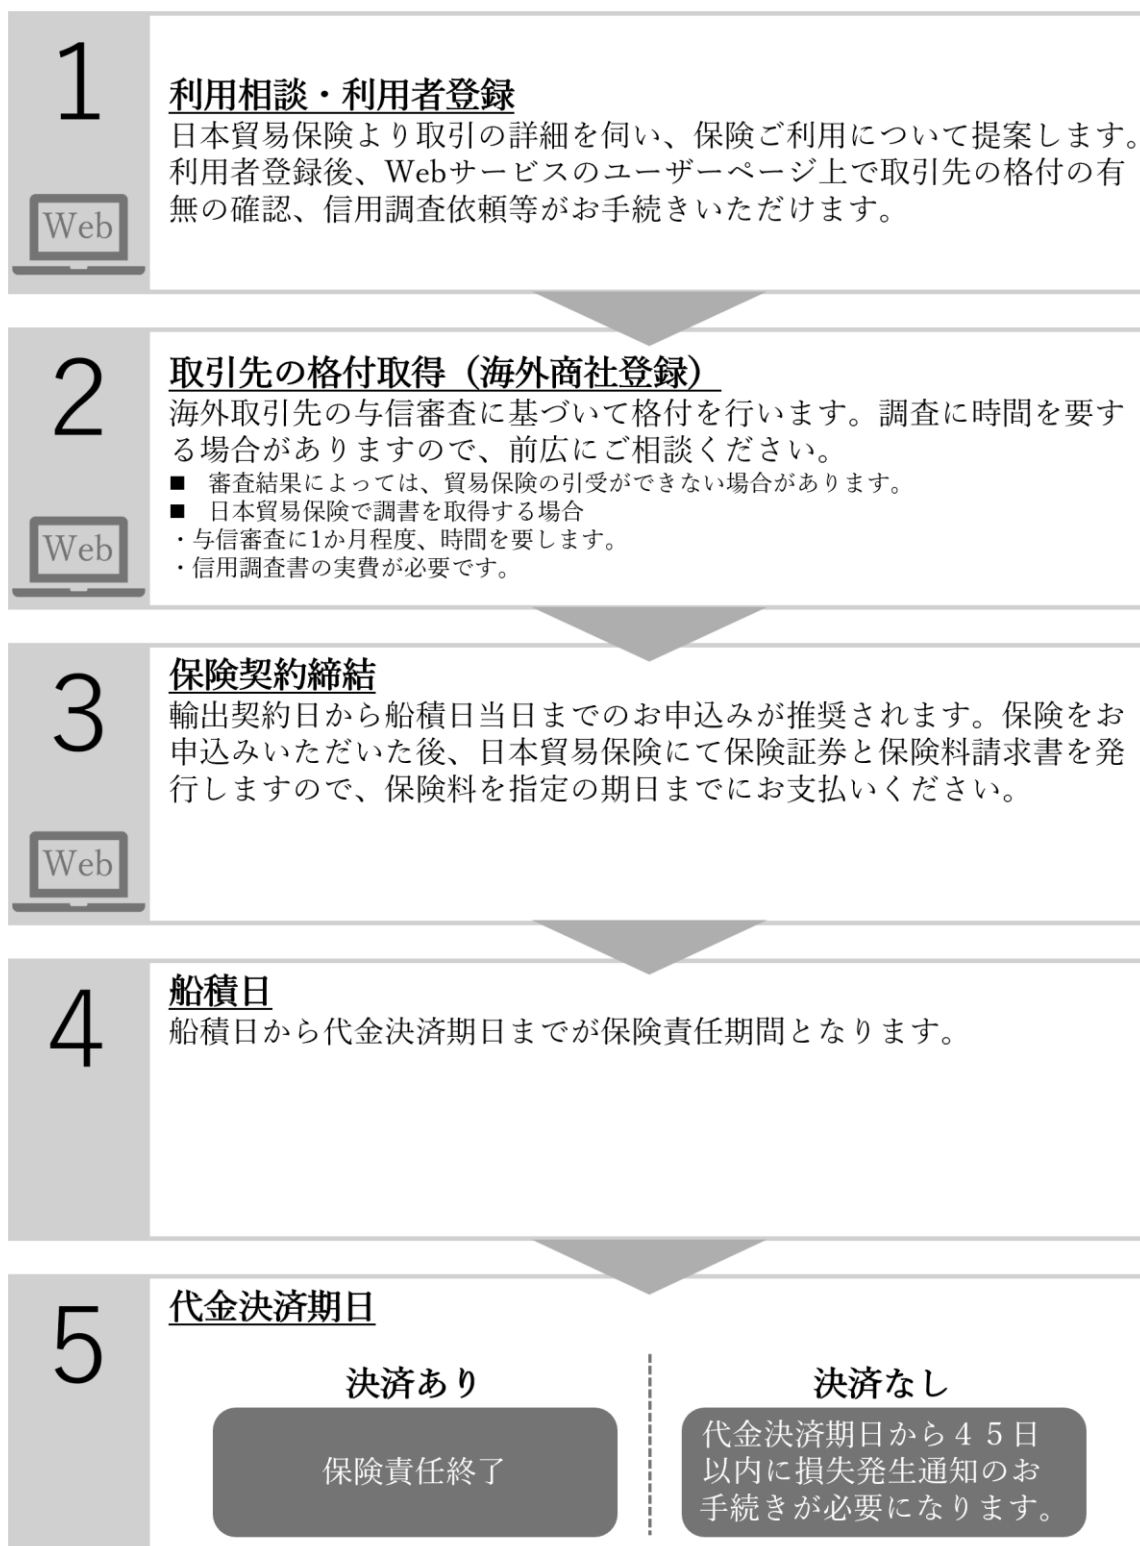 1
利用相談・利用者登録
日本貿易保険より取引の詳細を伺い、保険ご利用について提案します。
利用者登録後、Webサービスのユーザーページ上で取引先の格付の有
無の確認、信用調査依頼等がお手続きいただけます。
Web
2
取引先の格付取得（海外商社登録）
海外取引先の与信審査に基づいて格付を行います。調査に時間を要す
る場合がありますので、前広にご相談ください。
■ 審査結果によっては、貿易保険の引受ができない場合があります。
■ 日本貿易保険で調書を取得する場合
・与信審査に1か月程度、時間を要します。
・信用調査書の実費が必要です。
Web
3
保険契約締結
輸出契約日から船積日当日までのお申込みが推奨されます。保険をお
申込みいただいた後、日本貿易保険にて保険証券と保険料請求書を発
行しますので、保険料を指定の期日までにお支払いください。
Web
4
船積日
船積日から代金決済期日までが保険責任期間となります。
5
代金決済期日
決済あり
保険責任終了
決済なし
代金決済期日から４５日
以内に損失発生通知のお
手続きが必要になります。